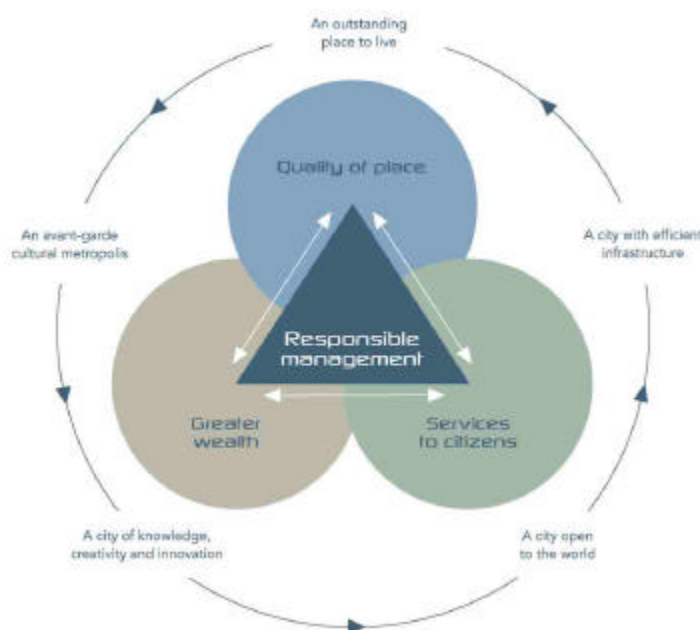 An outstanding
place to live
Quality of place
An avant-garde
cultural metropolis
A city with efficient
infrastructure
Responsible
management
Greater
wealth
Services
to citizens
A city of knowledge,
creativity and innovation
A city open
to the world